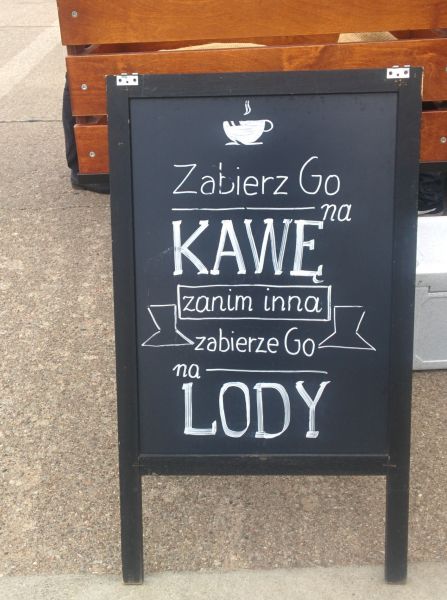 Zabierz Go
na
KAWĘ
zanim inna
zabierze Go
na
LODY